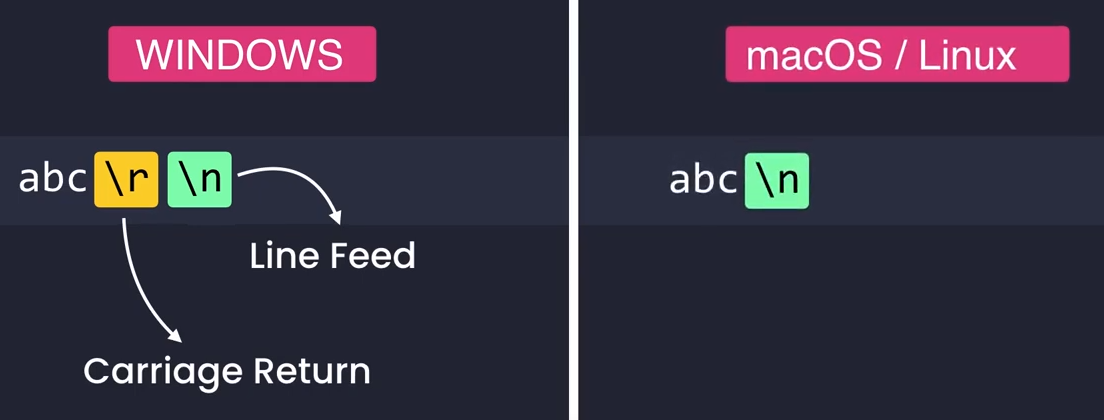 WINDOWS
abc\r\n
Line Feed
Carriage Return
macOS / Linux
abc\n